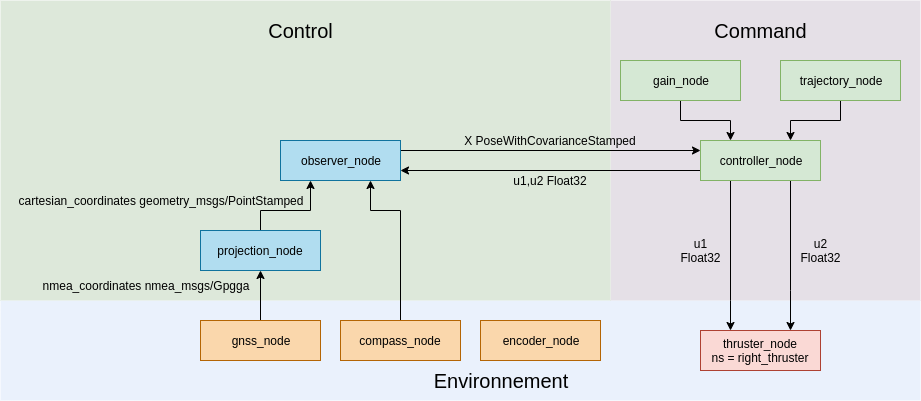 Control
Command
gain_node
trajectory_node
X PoseWithCovarianceStamped
observer_node
controller_node
u1,u2 Float32
cartesian_coordinates geometry_msgs/PointStamped
projection_node
u1
Float32
u2
Float32
nmea_coordinates nmea_msgs/Gpgga
gnss_node
compass_node
encoder_node
thruster_node
ns = right_thruster
Environnement